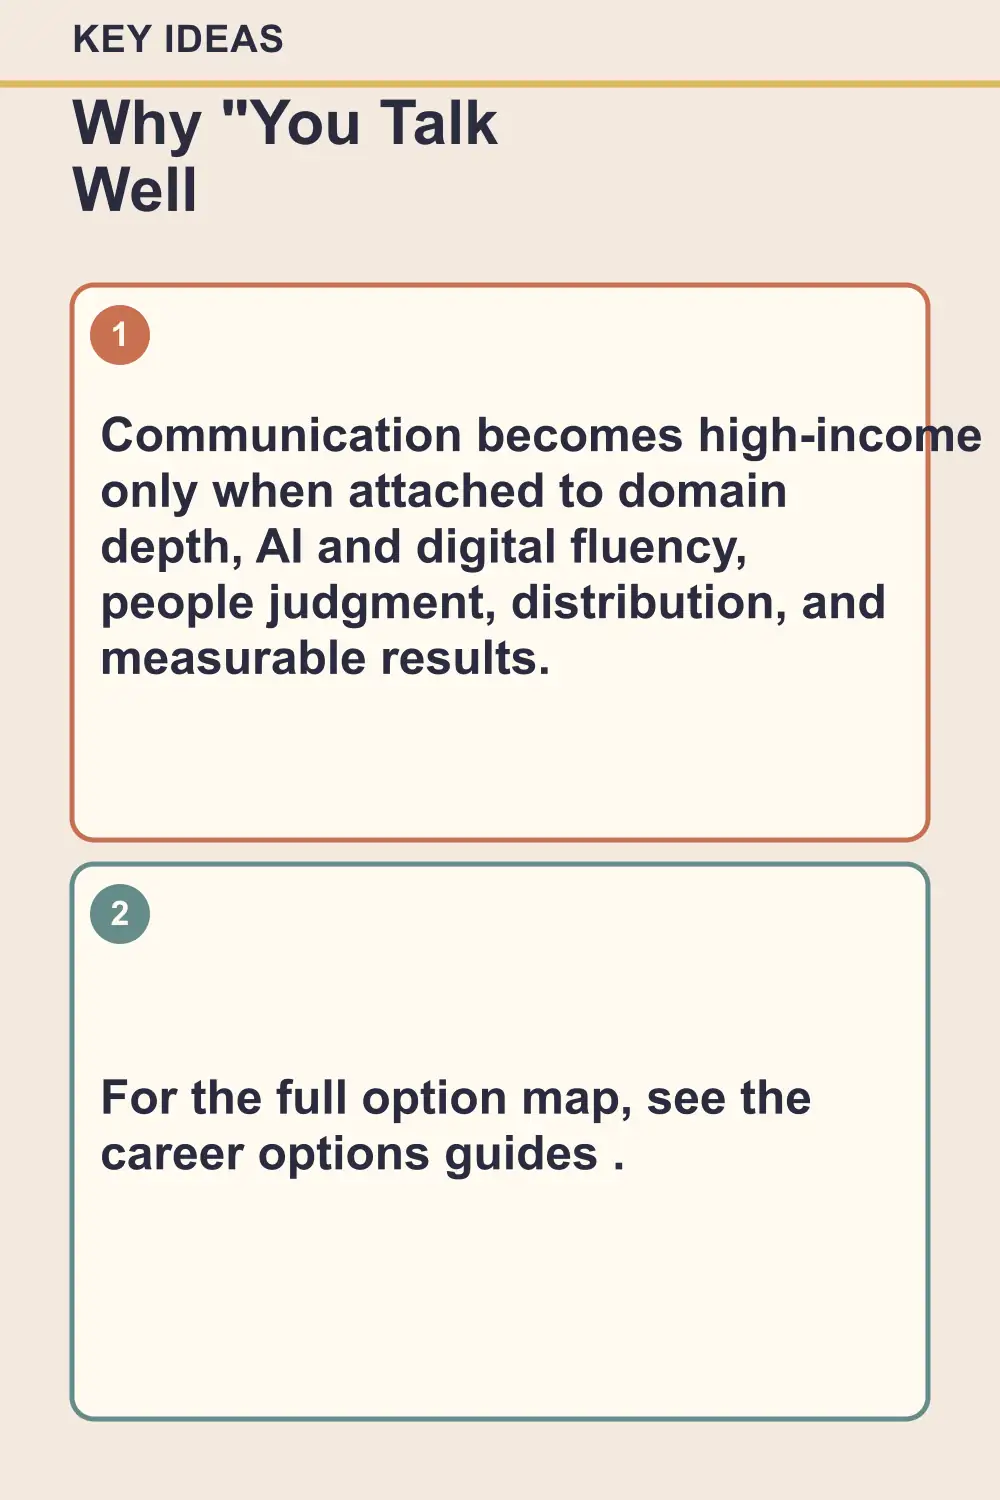 KEY IDEAS
Why "You Talk
Well
1
Communication becomes high-income
only when attached to domain
depth, AI and digital fluency,
people judgment, distribution, and
measurable results.
2
For the full option map, see the
career options guides .